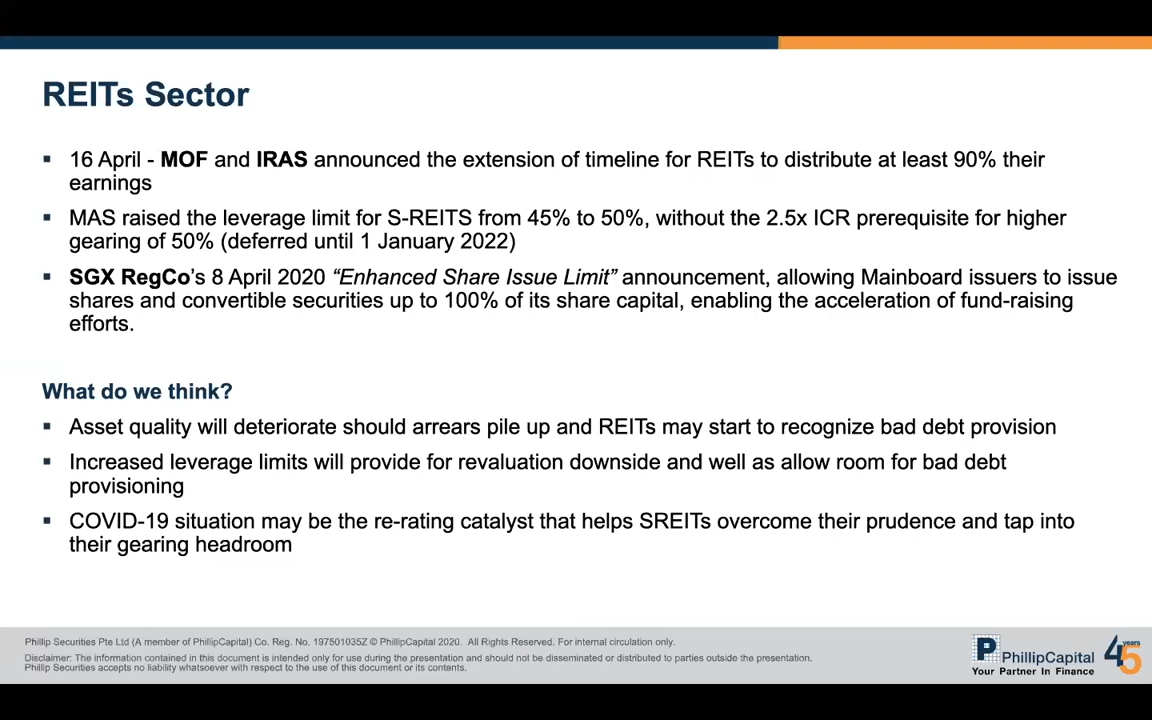 REITs Sector
▪ 16 April - MOF and IRAS announced the extension of timeline for REITs to distribute at least 90% their
earnings
▪ MAS raised the leverage limit for S-REITS from 45% to 50%, without the 2.5x ICR prerequisite for higher
gearing of 50% (deferred until 1 January 2022)
▪ SGX RegCo's 8 April 2020 “Enhanced Share Issue Limit” announcement, allowing Mainboard issuers to issue
shares and convertible securities up to 100% of its share capital, enabling the acceleration of fund-raising
efforts.
What do we think?
▪ Asset quality will deteriorate should arrears pile up and REITs may start to recognize bad debt provision
▪ Increased leverage limits will provide for revaluation downside and well as allow room for bad debt
provisioning
▪ COVID-19 situation may be the re-rating catalyst that helps SREITs overcome their prudence and tap into
their gearing headroom
Phillip Securities Pte Ltd (A member of PhillipCapital) Co. Reg. No. 197501035Z © PhillipCapital 2020. All Rights Reserved. For internal circulation only.
Disclaimer: The information contained in this document is intended only for use during the presentation and should not be disseminated or distributed to parties outside the presentation.
Phillip Securities accepts no liability whatsoever with respect to the use of this document or its contents.
P PhillipCapital
Your Partner In Finance
45 years